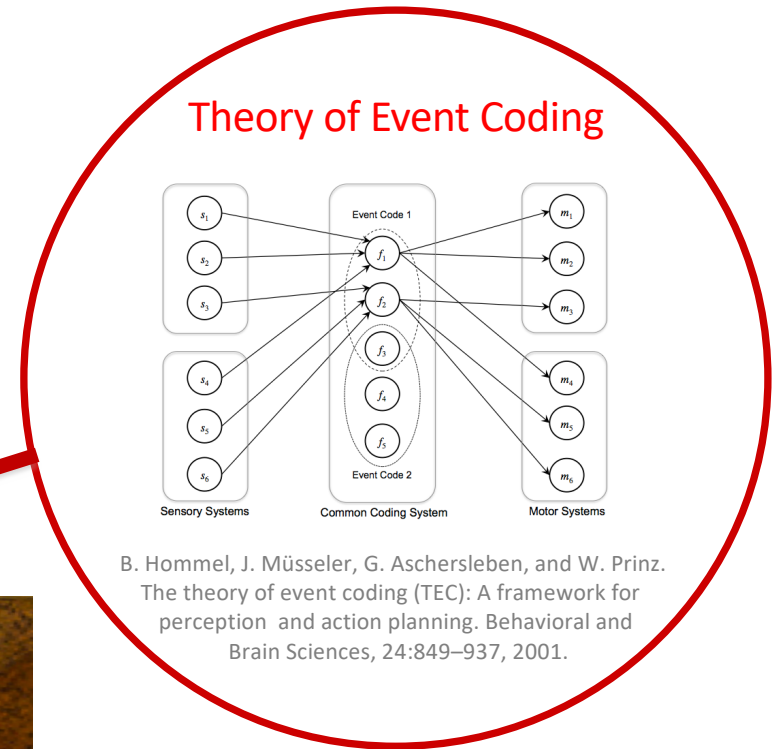 Theory of Event Coding
Event Code 1
s1
s2
s3
s4
s5
s6
f1
f2
f3
f4
f5
m1
m2
m3
m4
m5
m6
Event Code 2
Sensory Systems
Common Coding System
Motor Systems
B. Hommel, J. Müsseler, G. Aschersleben, and W. Prinz.
The theory of event coding (TEC): A framework for
perception and action planning. Behavioral and
Brain Sciences, 24:849–937, 2001.